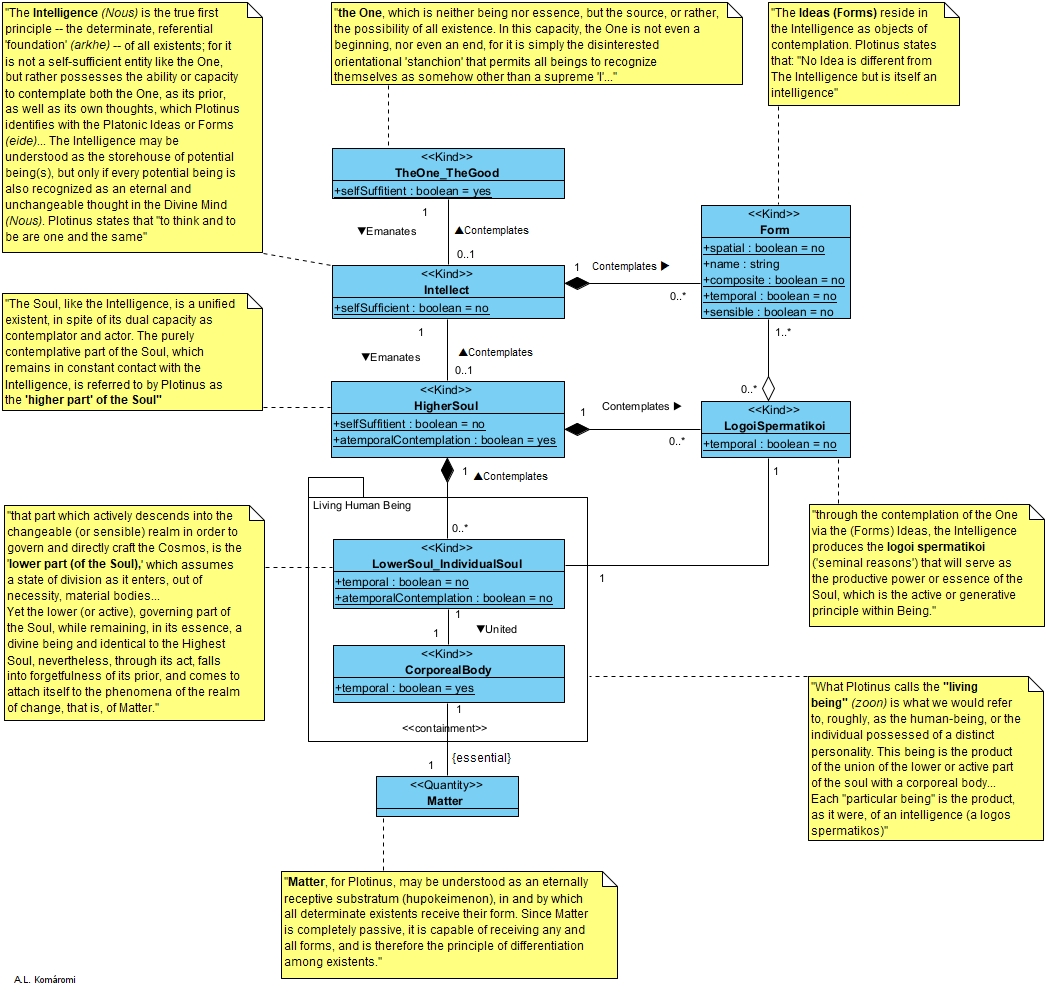 "The Intelligence (Nous) is the true first
principle -- the determinate, referential
'foundation' (arkhe) -- of all existents; for it
is not a self-sufficient entity like the One,
but rather possesses the ability or capacity
to contemplate both the One, as its prior,
as well as its own thoughts, which Plotinus
identifies with the Platonic Ideas or Forms
(eide)... The Intelligence may be
understood as the storehouse of potential
being(s), but only if every potential being is
also recognized as an eternal and
unchangeable thought in the Divine Mind
(Nous). Plotinus states that "to think and to
be are one and the same"
"the One, which is neither being nor essence, but the source, or rather,
the possibility of all existence. In this capacity, the One is not even a
beginning, nor even an end, for it is simply the disinterested
orientational 'stanchion' that permits all beings to recognize
themselves as somehow other than a supreme 'I'..."
"The Ideas (Forms) reside in
the Intelligence as objects of
contemplation. Plotinus states
that: "No Idea is different from
The Intelligence but is itself an
intelligence"
<<Kind>>
TheOne_TheGood
+selfSuffitient : boolean = yes
1
▼Emanates
▲Contemplates
0..1
<<Kind>>
Intellect
+selfSufficient : boolean = no
1
Contemplates ▶
0..*
<<Kind>>
Form
+spatial : boolean = no
+name : string
+composite : boolean = no
+temporal : boolean = no
+sensible : boolean = no
1..*
0..*
"The Soul, like the Intelligence, is a unified
existent, in spite of its dual capacity as
contemplator and actor. The purely
contemplative part of the Soul, which
remains in constant contact with the
Intelligence, is referred to by Plotinus as
the 'higher part' of the Soul"
1
▼Emanates
▲Contemplates
0..1
<<Kind>>
HigherSoul
+selfSuffitient : boolean = no
+atemporalContemplation : boolean = yes
1
Contemplates ▶
0..*
<<Kind>>
LogoiSpermatikoi
+temporal : boolean = no
1
1
▲Contemplates
0..*
Living Human Being
<<Kind>>
LowerSoul_IndividualSoul
+temporal : boolean = no
+atemporalContemplation : boolean = no
1
1
1
▼United
<<Kind>>
CorporealBody
+temporal : boolean = yes
1
<<containment>>
{essential}
1
<<Quantity>>
Matter
"that part which actively descends into the
changeable (or sensible) realm in order to
govern and directly craft the Cosmos, is the
'lower part (of the Soul),' which assumes
a state of division as it enters, out of
necessity, material bodies...
Yet the lower (or active), governing part of
the Soul, while remaining, in its essence, a
divine being and identical to the Highest
Soul, nevertheless, through its act, falls
into forgetfulness of its prior, and comes to
attach itself to the phenomena of the realm
of change, that is, of Matter."
"through the contemplation of the One
via the (Forms) Ideas, the Intelligence
produces the logoi spermatikoi
('seminal reasons') that will serve as
the productive power or essence of the
Soul, which is the active or generative
principle within Being."
"What Plotinus calls the "living
being" (zoon) is what we would refer
to, roughly, as the human-being, or the
individual possessed of a distinct
personality. This being is the product
of the union of the lower or active part
of the soul with a corporeal body...
Each "particular being" is the product,
as it were, of an intelligence (a logos
spermatikos)"
"Matter, for Plotinus, may be understood as an eternally
receptive substratum (hupokeimenon), in and by which
all determinate existents receive their form. Since Matter
is completely passive, it is capable of receiving any and
all forms, and is therefore the principle of differentiation
among existents."
A.L. Komáromi